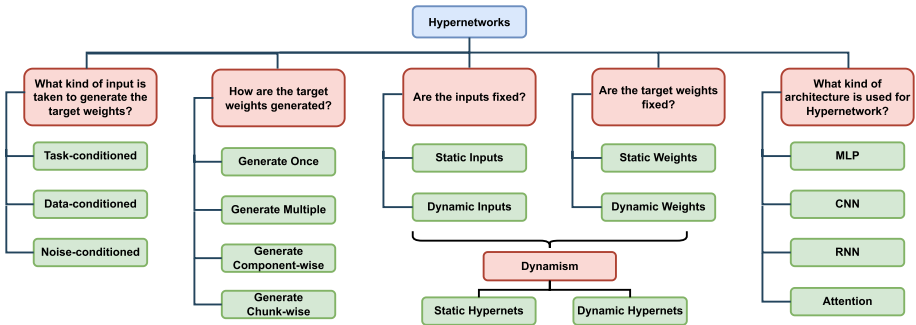 Hypernetworks
What kind of input is
taken to generate the
target weights?
Task-conditioned
Data-conditioned
Noise-conditioned
How are the target
weights generated?
Generate Once
Generate Multiple
Generate
Component-wise
Generate
Chunk-wise
Are the inputs fixed?
Static Inputs
Dynamic Inputs
Are the target weights
fixed?
Static Weights
Dynamic Weights
Dynamism
Static Hypernets
Dynamic Hypernets
What kind of
architecture is used for
Hypernetwork?
MLP
CNN
RNN
Attention